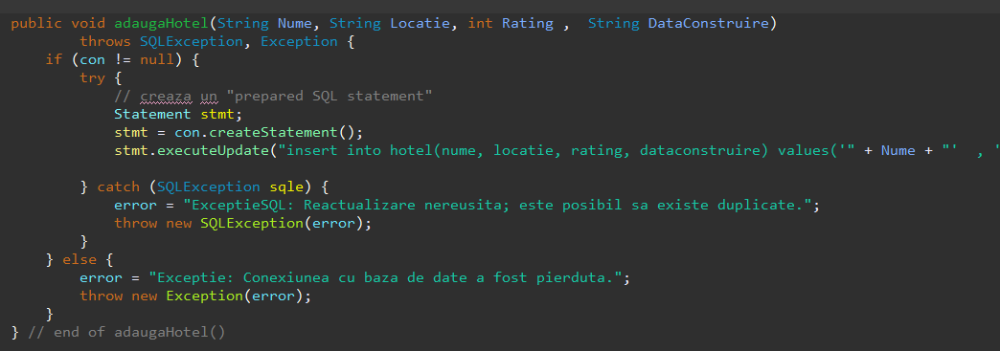 public void adaugaHotel(String Nume, String Locatie, int Rating ,  String DataConstruire)
        throws SQLException, Exception {
    if (con != null) {
        try {
            // creaza un "prepared SQL statement"
            Statement stmt;
            stmt = con.createStatement();
            stmt.executeUpdate("insert into hotel(nume, locatie, rating, dataconstruire) values('" + Nume + "'  , '
        } catch (SQLException sqle) {
            error = "ExceptieSQL: Reactualizare nereusita; este posibil sa existe duplicate.";
            throw new SQLException(error);
        }
    } else {
        error = "Exceptie: Conexiunea cu baza de date a fost pierduta.";
        throw new Exception(error);
    }
} // end of adaugaHotel()